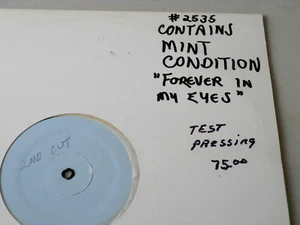 #2535
CONTAINS
MINT
CONDITION
"FOREVER IN
MY EYES"
TEST
PRESSING
75.00
2ND CUT